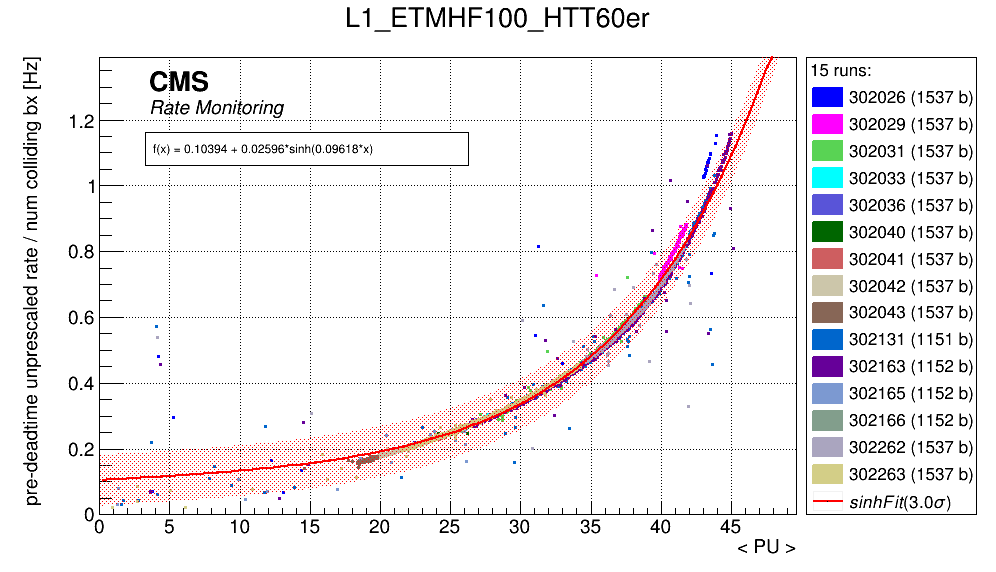 L1_ETMHF100_HTT60er
pre-deadtime unprescaled rate / num colliding bx [Hz]
CMS
Rate Monitoring
f(x) = 0.10394 + 0.02596*sinh(0.09618*x)
1.2
1
0.8
0.6
0.4
0.2
0
0 5 10 15 20 25 30 35 40 45
< PU >
15 runs:
302026 (1537 b)
302029 (1537 b)
302031 (1537 b)
302033 (1537 b)
302036 (1537 b)
302040 (1537 b)
302041 (1537 b)
302042 (1537 b)
302043 (1537 b)
302131 (1151 b)
302163 (1152 b)
302165 (1152 b)
302166 (1152 b)
302262 (1537 b)
302263 (1537 b)
sinhFit(3.0σ)